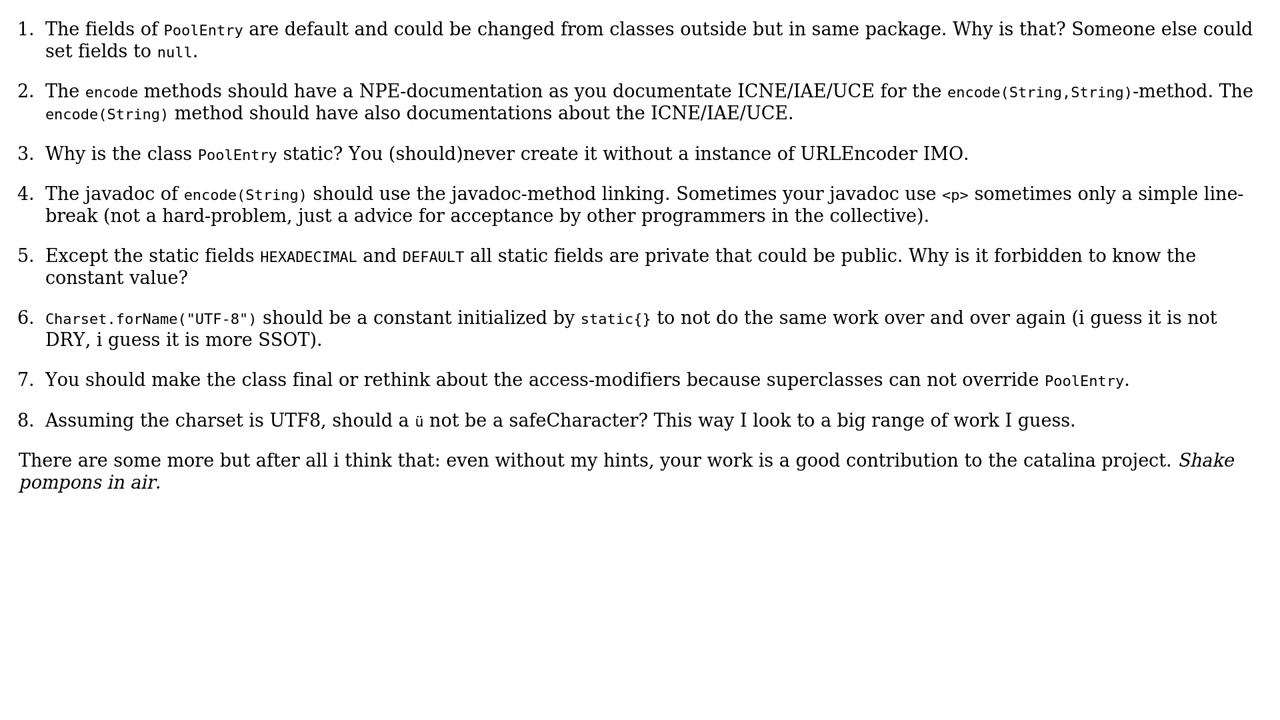 1. The fields of PoolEntry are default and could be changed from classes outside but in same package. Why is that? Someone else could
set fields to null.
2. The encode methods should have a NPE-documentation as you documentate ICNE/IAE/UCE for the encode(String,String)-method. The
encode(String) method should have also documentations about the ICNE/IAE/UCE.
3. Why is the class PoolEntry static? You (should)never create it without a instance of URLEncoder IMO.
4. The javadoc of encode(String) should use the javadoc-method linking. Sometimes your javadoc use <p> sometimes only a simple line-
break (not a hard-problem, just a advice for acceptance by other programmers in the collective).
5. Except the static fields HEXADECIMAL and DEFAULT all static fields are private that could be public. Why is it forbidden to know the
constant value?
6. Charset.forName("UTF-8") should be a constant initialized by static{} to not do the same work over and over again (i guess it is not
DRY, i guess it is more SSOT).
7. You should make the class final or rethink about the access-modifiers because superclasses can not override PoolEntry.
8. Assuming the charset is UTF8, should a ü not be a safeCharacter? This way I look to a big range of work I guess.
There are some more but after all i think that: even without my hints, your work is a good contribution to the catalina project. Shake
pompons in air.